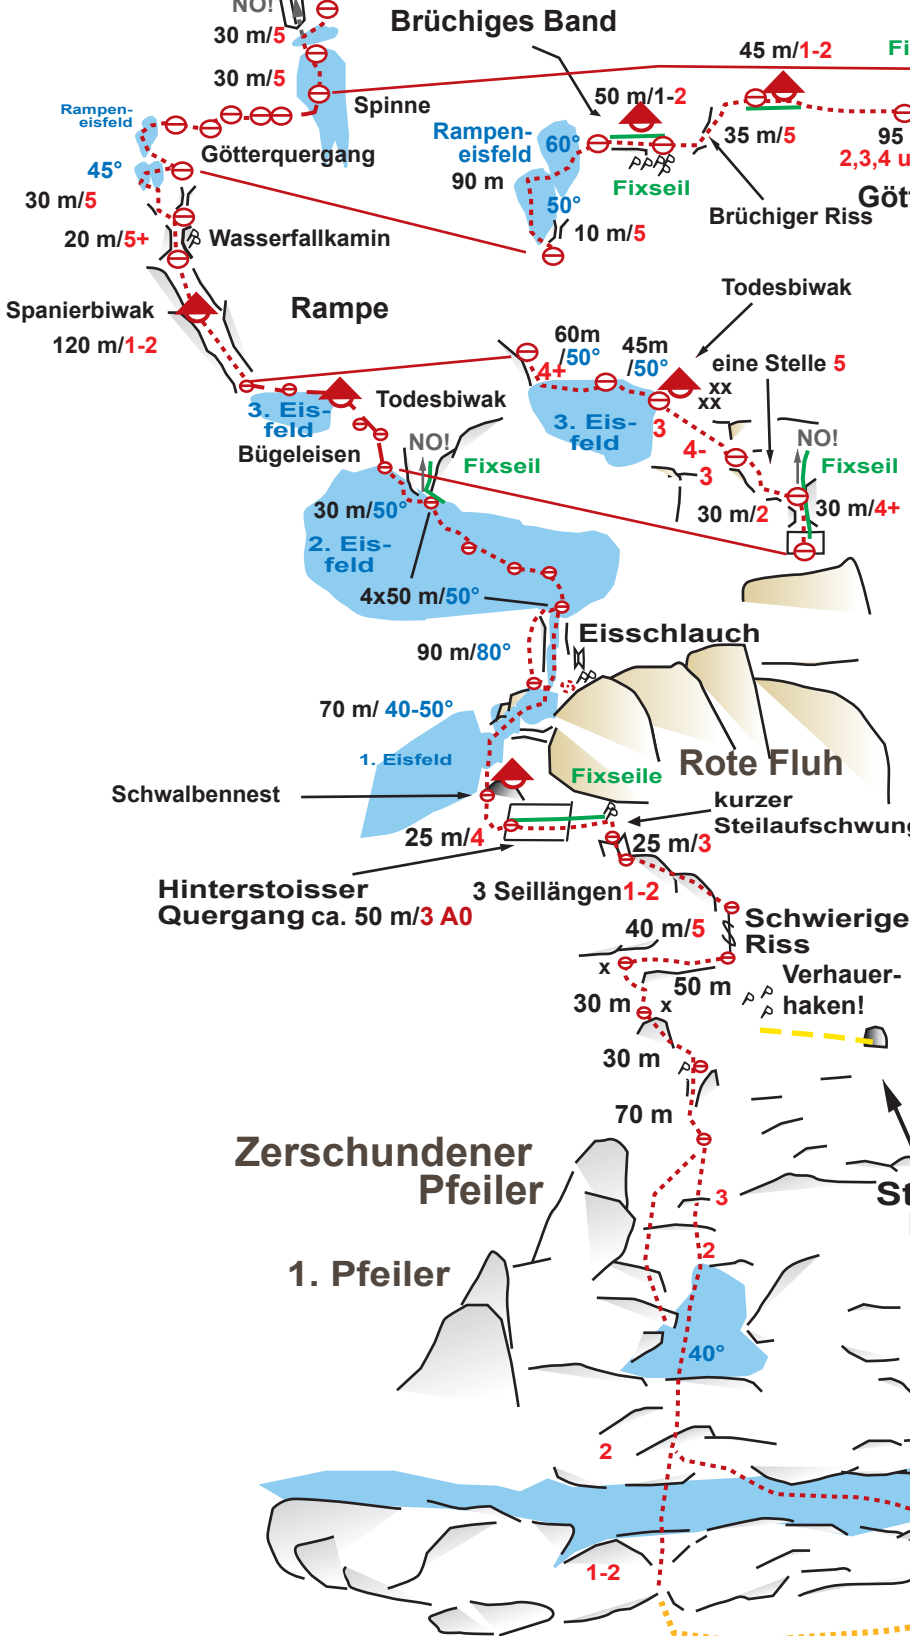 NO!
30 m/5
Brüchiges Band
45 m/1-2
30 m/5
Spinne
50 m/1-2
Rampen-
eisfeld
Götterquergang
Rampen-
eisfeld
60°
35 m/5
95
2,3,4 u
45°
90 m
Fixseil
30 m/5
50°
Brüchiger Riss
20 m/5+
Wasserfallkamin
10 m/5
Spanierbiwak
Rampe
Todesbiwak
120 m/1-2
60m
/50°
45m
/50°
eine Stelle 5
4+
xx
xx
3. Eis-
feld
Todesbiwak
3. Eis-
feld
3
4-
3
NO!
Bügeleisen
NO!
Fixseil
Fixseil
30 m/50°
30 m/2
30 m/4+
2. Eis-
feld
4x50 m/50°
Eisschlauch
90 m/80°
70 m/ 40-50°
1. Eisfeld
Rote Fluh
Fixseile
Schwalbennest
kurzer
Steilaufschwung
25 m/4
25 m/3
Hinterstoisser
Quergang ca. 50 m/3 A0
3 Seillängen 1-2
40 m/5
Schwierige
Riss
x
50 m
Verhauer-
haken!
30 m
x
30 m
70 m
Zerschundener
Pfeiler
3
2
1. Pfeiler
40°
2
1-2